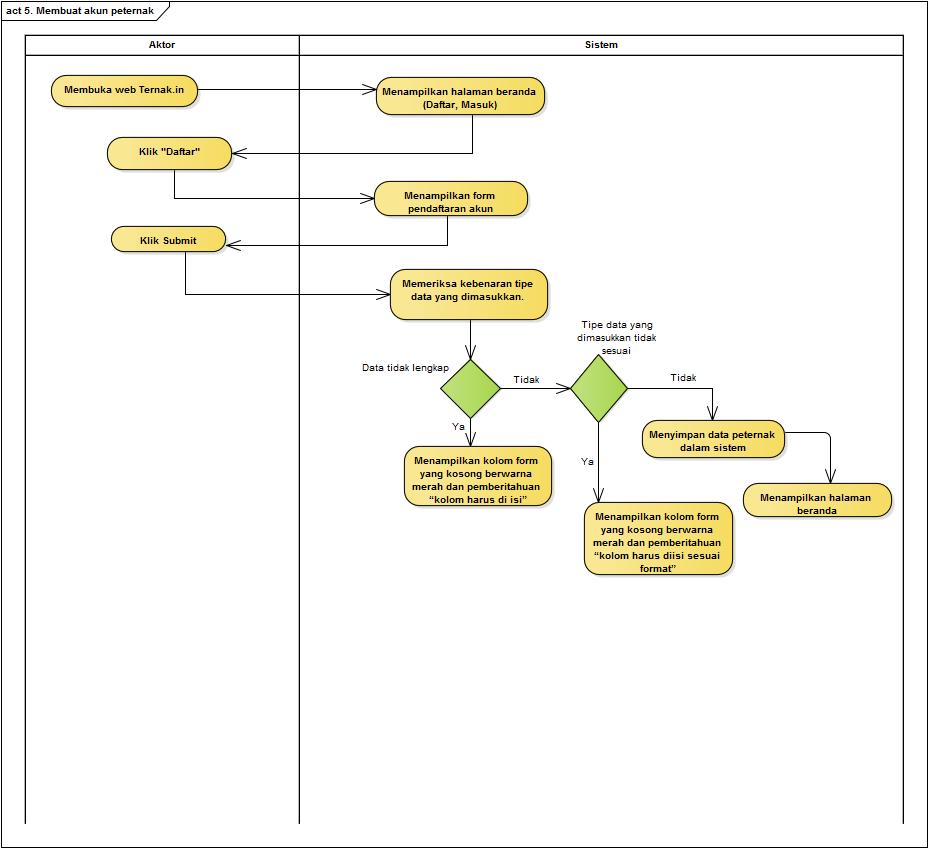 act 5. Membuat akun peternak
Aktor
Sistem
Membuka web Ternak.in
Menampilkan halaman beranda
(Daftar, Masuk)
Klik "Daftar"
Menampilkan form
pendaftaran akun
Klik Submit
Memeriksa kebenaran tipe
data yang dimasukkan.
Tipe data yang
dimasukkan tidak
sesuai
Data tidak lengkap
Tidak
Tidak
Ya
Menyimpan data peternak
dalam sistem
Ya
Menampilkan kolom form
yang kosong berwarna
merah dan pemberitahuan
“kolom harus di isi”
Menampilkan halaman
beranda
Menampilkan kolom form
yang kosong berwarna
merah dan pemberitahuan
“kolom harus diisi sesuai
format”